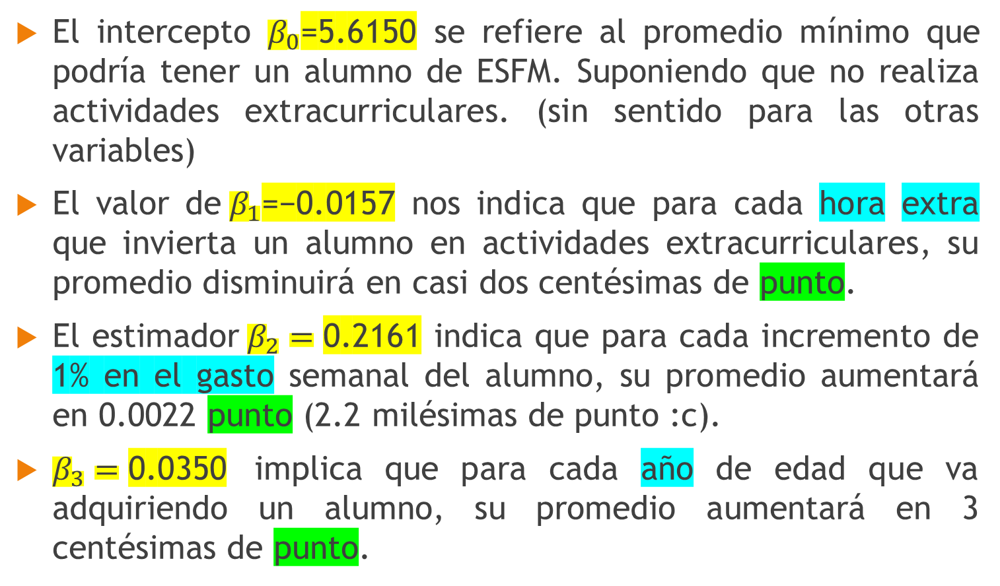 El intercepto β₀=5.6150 se refiere al promedio mínimo que
podría tener un alumno de ESFM. Suponiendo que no realiza
actividades extracurriculares. (sin sentido para las otras
variables)
El valor de β₁=−0.0157 nos indica que para cada hora extra
que invierta un alumno en actividades extracurriculares, su
promedio disminuirá en casi dos centésimas de punto.
El estimador β₂ = 0.2161 indica que para cada incremento de
1% en el gasto semanal del alumno, su promedio aumentará
en 0.0022 punto (2.2 milésimas de punto :c).
β₃ = 0.0350 implica que para cada año de edad que va
adquiriendo un alumno, su promedio aumentará en 3
centésimas de punto.